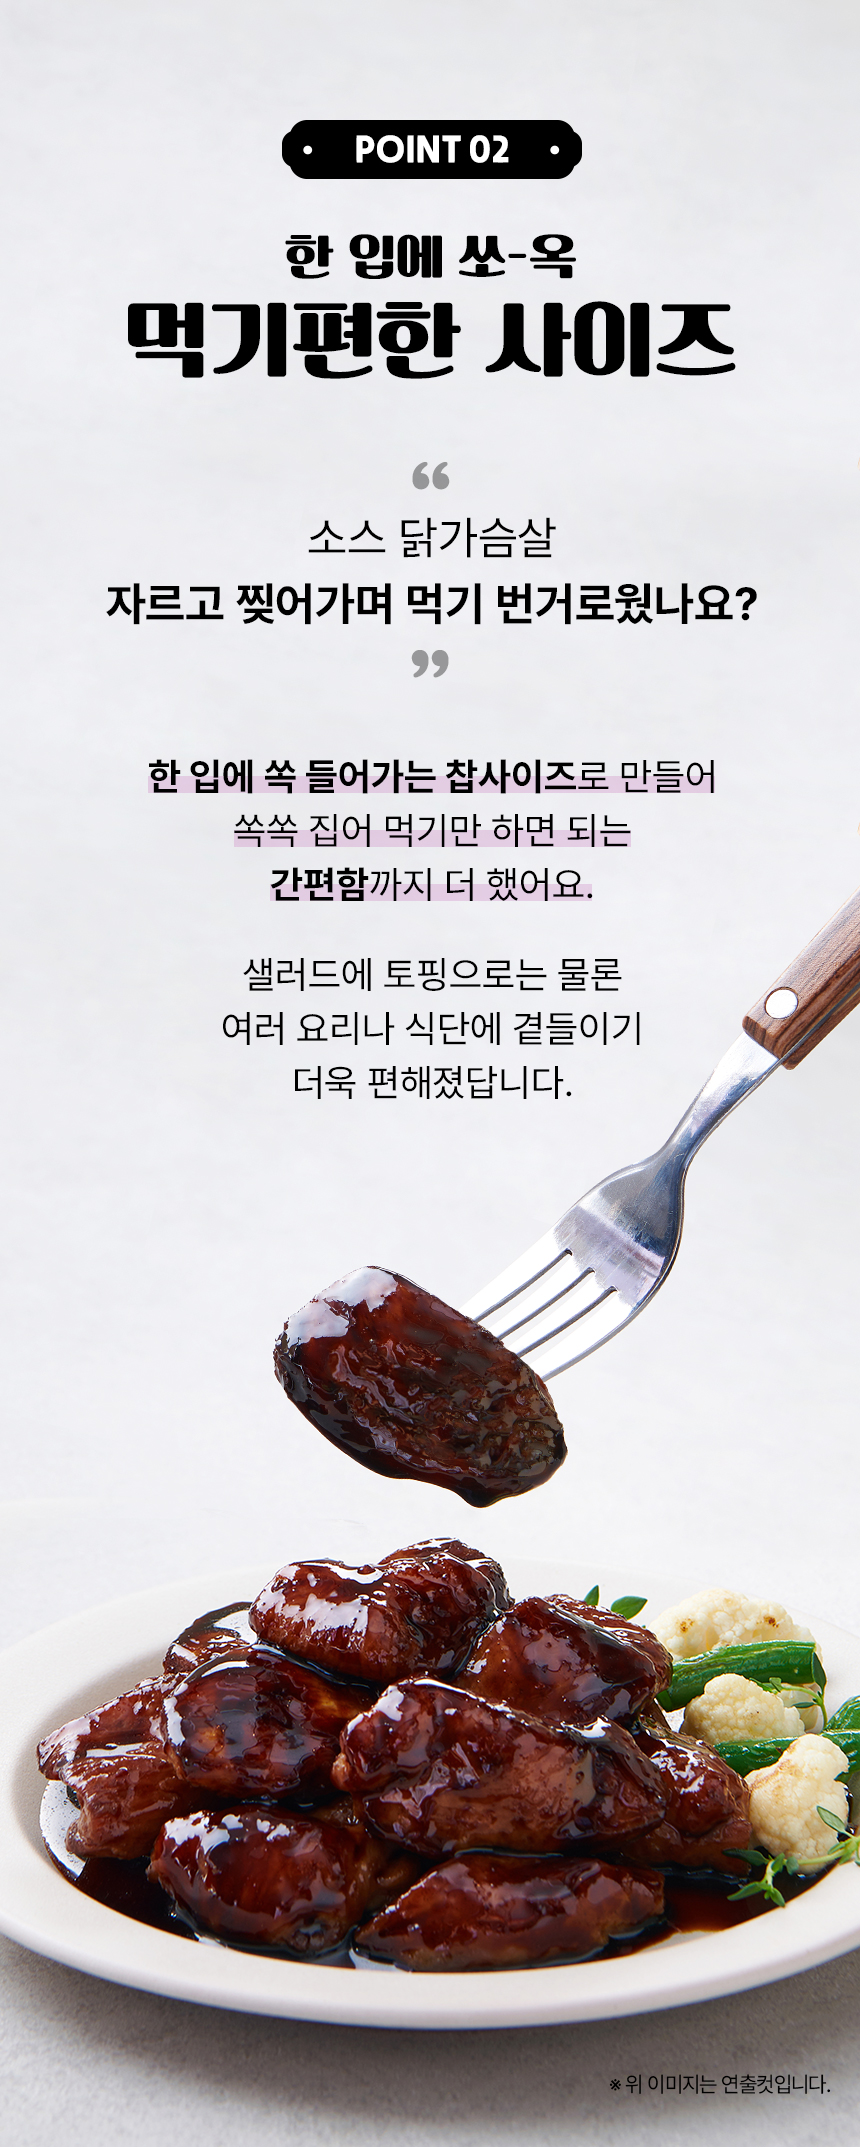 POINT 02
한 입에 쏘-옥
먹기편한 사이즈
“
소스 닭가슴살
자르고 찢어가며 먹기 번거로웠나요?
”
한 입에 쏙 들어가는 찹사이즈로 만들어
쏙쏙 집어 먹기만 하면 되는
간편함까지 더 했어요.
샐러드에 토핑으로는 물론
여러 요리나 식단에 곁들이기
더욱 편해졌답니다.
※ 위 이미지는 연출컷입니다.